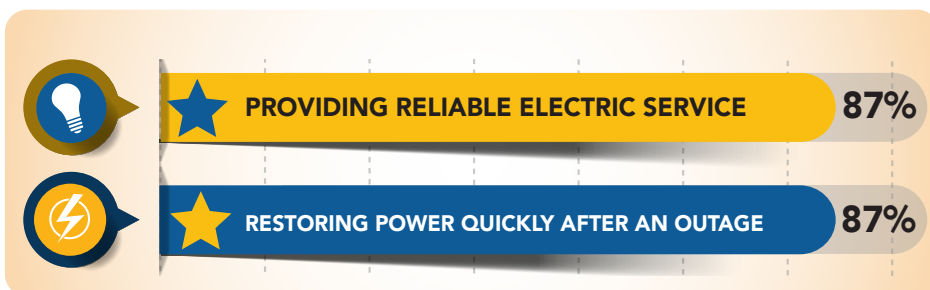 PROVIDING RELIABLE ELECTRIC SERVICE 87%
RESTORING POWER QUICKLY AFTER AN OUTAGE 87%